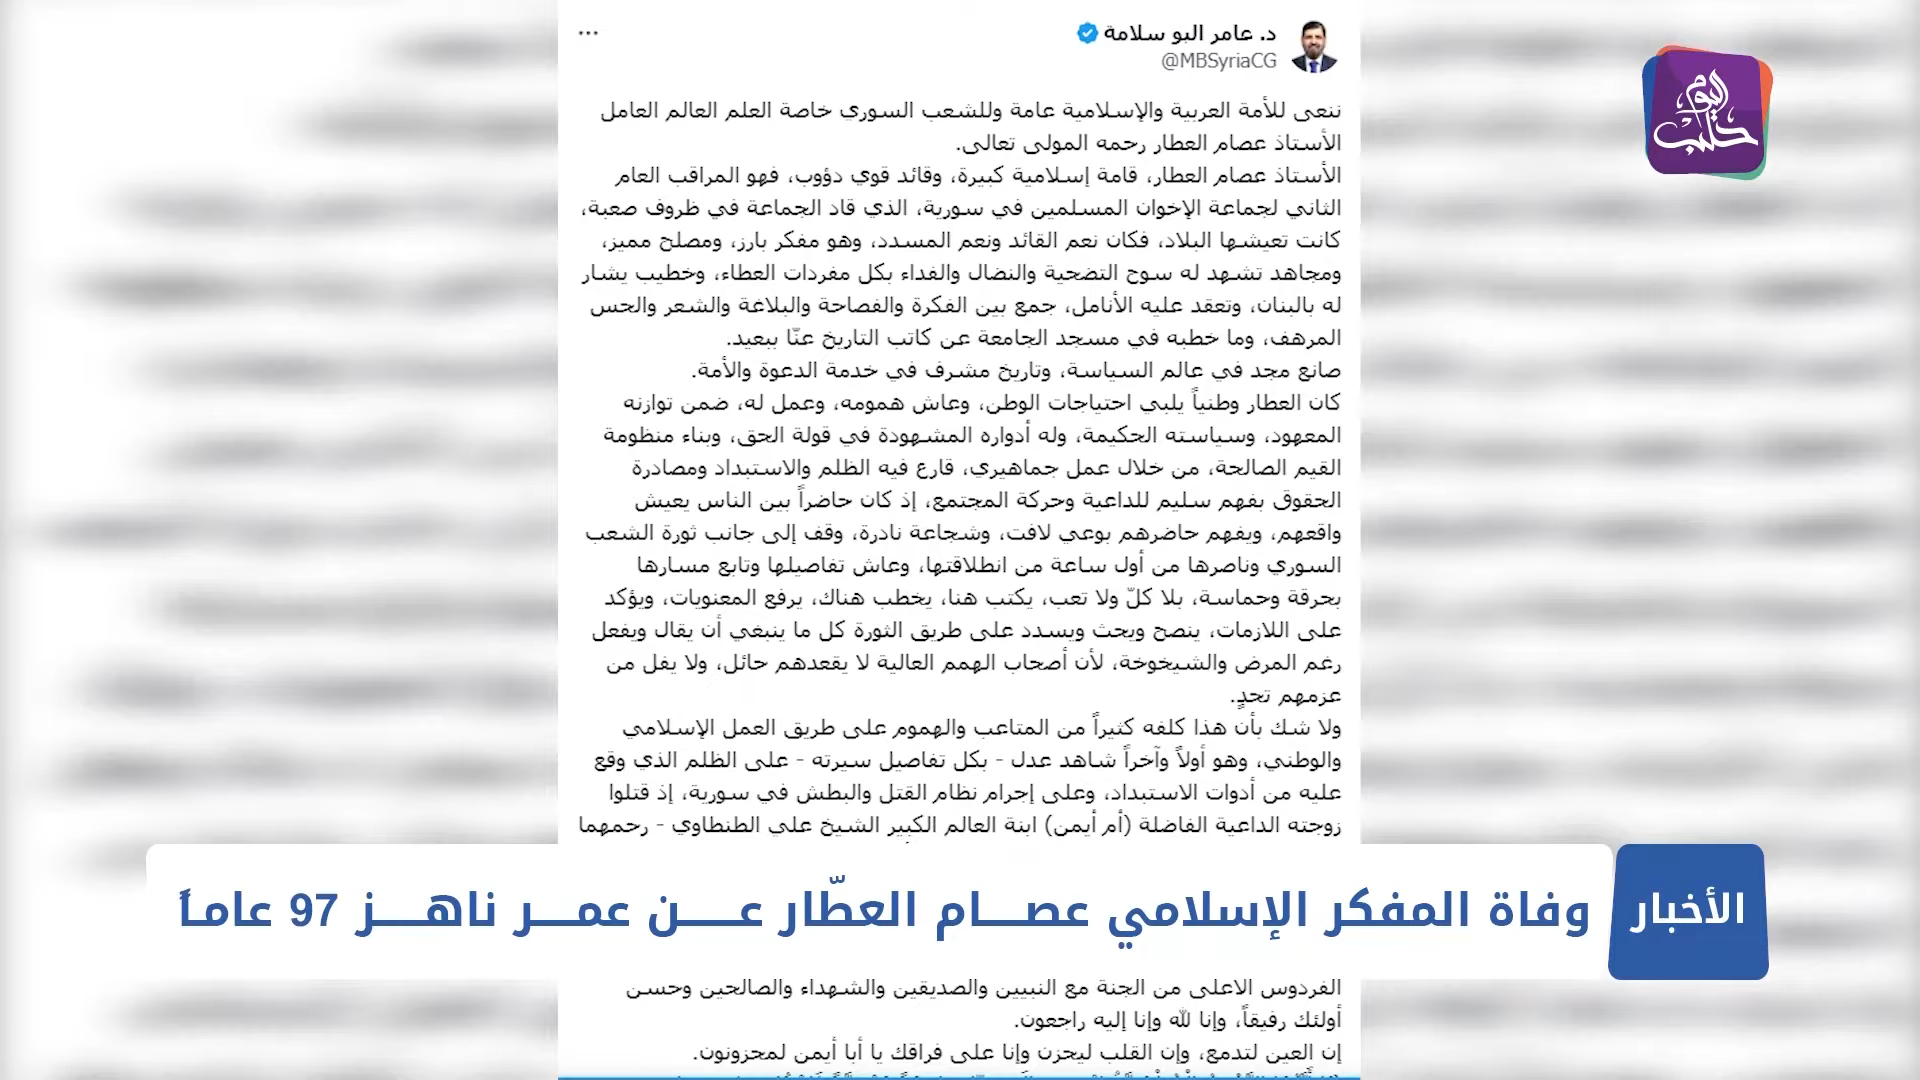 د. عامر البو سلامة
@MBSyriaCG
ننعى للأمة العربية والإسلامية عامة وللشعب السوري خاصة العلم العالم العامل
الأستاذ عصام العطار رحمه المولى تعالى.
الأستاذ عصام العطار، قامة إسلامية كبيرة، وقائد قوي دؤوب، فهو المراقب العام
الثاني لجماعة الإخوان المسلمين في سورية، الذي قاد الجماعة في ظروف صعبة،
كانت تعيشها البلاد، فكان نعم القائد ونعم المسدد، وهو مفكر بارز، ومصلح مميز،
ومجاهد تشهد له سوح التضحية والنضال والفداء بكل مفردات العطاء، وخطيب يشار
له بالبنان، وتعقد عليه الأنامل، جمع بين الفكرة والفصاحة والبلاغة والشعر والحس
المرهف، وما خطبه في مسجد الجامعة عن كاتب التاريخ عنّا ببعيد.
صانع مجد في عالم السياسة، وتاريخ مشرف في خدمة الدعوة والأمة.
كان العطار وطنياً يلبي احتياجات الوطن، وعاش همومه، وعمل له، ضمن توازنه
المعهود، وسياسته الحكيمة، وله أدواره المشهودة في قولة الحق، وبناء منظومة
القيم الصالحة، من خلال عمل جماهيري، قارع فيه الظلم والاستبداد ومصادرة
الحقوق بفهم سليم للداعية وحركة المجتمع، إذ كان حاضراً بين الناس يعيش
واقعهم، ويفهم حاضرهم بوعي لافت، وشجاعة نادرة، وقف إلى جانب ثورة الشعب
السوري وناصرها من أول ساعة من انطلاقتها، وعاش تفاصيلها وتابع مسارها
بحرقة وحماسة، بلا كلّ ولا تعب، يكتب هنا، يخطب هناك، يرفع المعنويات، ويؤكد
على اللازمات، ينصح ويحث ويسدد على طريق الثورة كل ما ينبغي أن يقال ويفعل
رغم المرض والشيخوخة، لأن أصحاب الهمم العالية لا يقعدهم حائل، ولا يفل من
عزمهم تحدٍ.
ولا شك بأن هذا كلفه كثيراً من المتاعب والهموم على طريق العمل الإسلامي
والوطني، وهو أولاً وآخراً شاهد عدل - بكل تفاصيل سيرته - على الظلم الذي وقع
عليه من أدوات الاستبداد، وعلى إجرام نظام القتل والبطش في سورية، إذ قتلوا
زوجته الداعية الفاضلة (أم أيمن) ابنة العالم الكبير الشيخ علي الطنطاوي - رحمهما
الأخبار
وفاة المفكر الإسلامي عصام العطّار عن عمر ناهز 97 عاماً
الفردوس الاعلى من الجنة مع النبيين والصديقين والشهداء والصالحين وحسن
أولئك رفيقاً، وإنا لله وإنا إليه راجعون.
إن العين لتدمع، وإن القلب ليحزن وإنا على فراقك يا أبا أيمن لمحزونون.
حلب اليوم